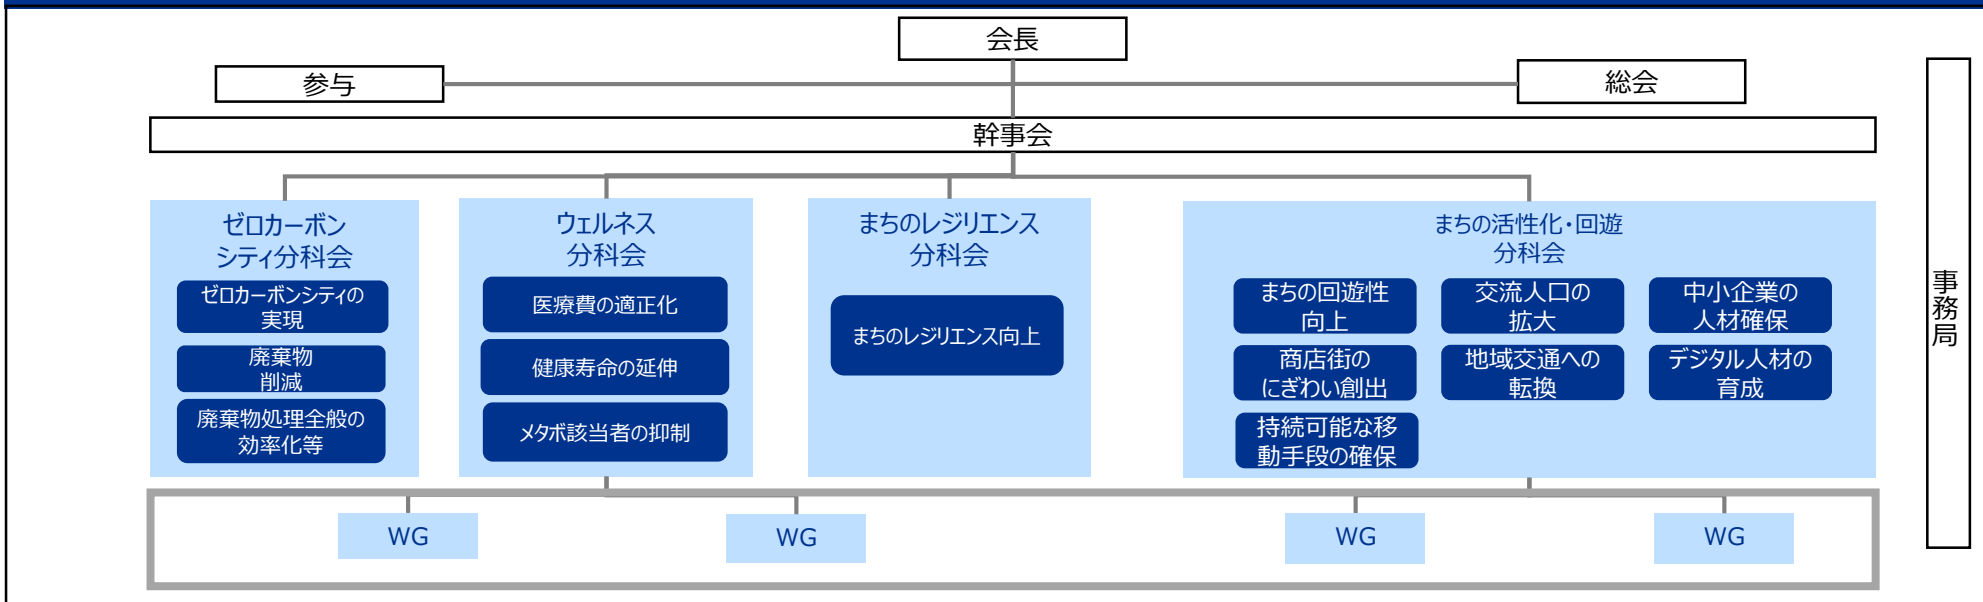 会長
参与
総会
幹事会
ゼロカーボン
シティ分科会
ゼロカーボンシティの
実現
廃棄物
削減
廃棄物処理全般の
効率化等
ウェルネス
分科会
医療費の適正化
健康寿命の延伸
メタボ該当者の抑制
まちのレジリエンス
分科会
まちのレジリエンス向上
まちの活性化・回遊
分科会
まちの回遊性
向上
交流人口の
拡大
中小企業の
人材確保
商店街の
にぎわい創出
地域交通への
転換
デジタル人材の
育成
持続可能な移
動手段の確保
WG
WG
WG
WG
事務局